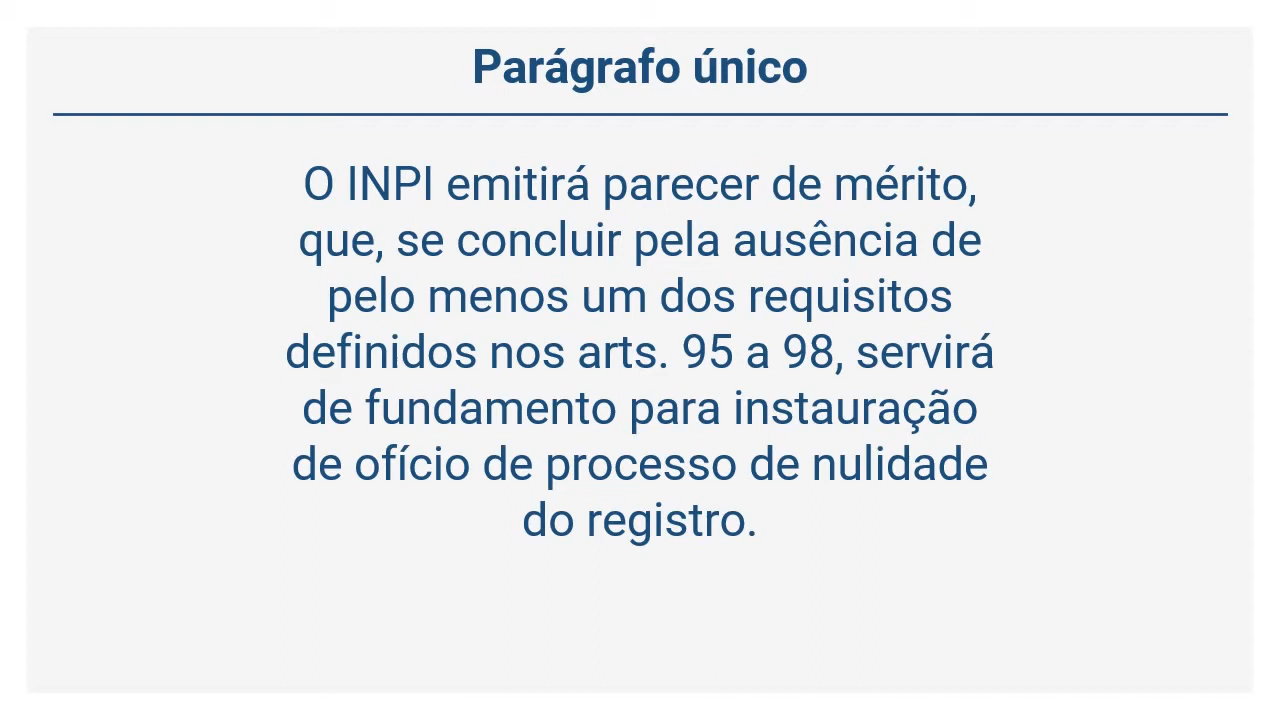 Parágrafo único
O INPI emitirá parecer de mérito,
que, se concluir pela ausência de
pelo menos um dos requisitos
definidos nos arts. 95 a 98, servirá
de fundamento para instauração
de ofício de processo de nulidade
do registro.